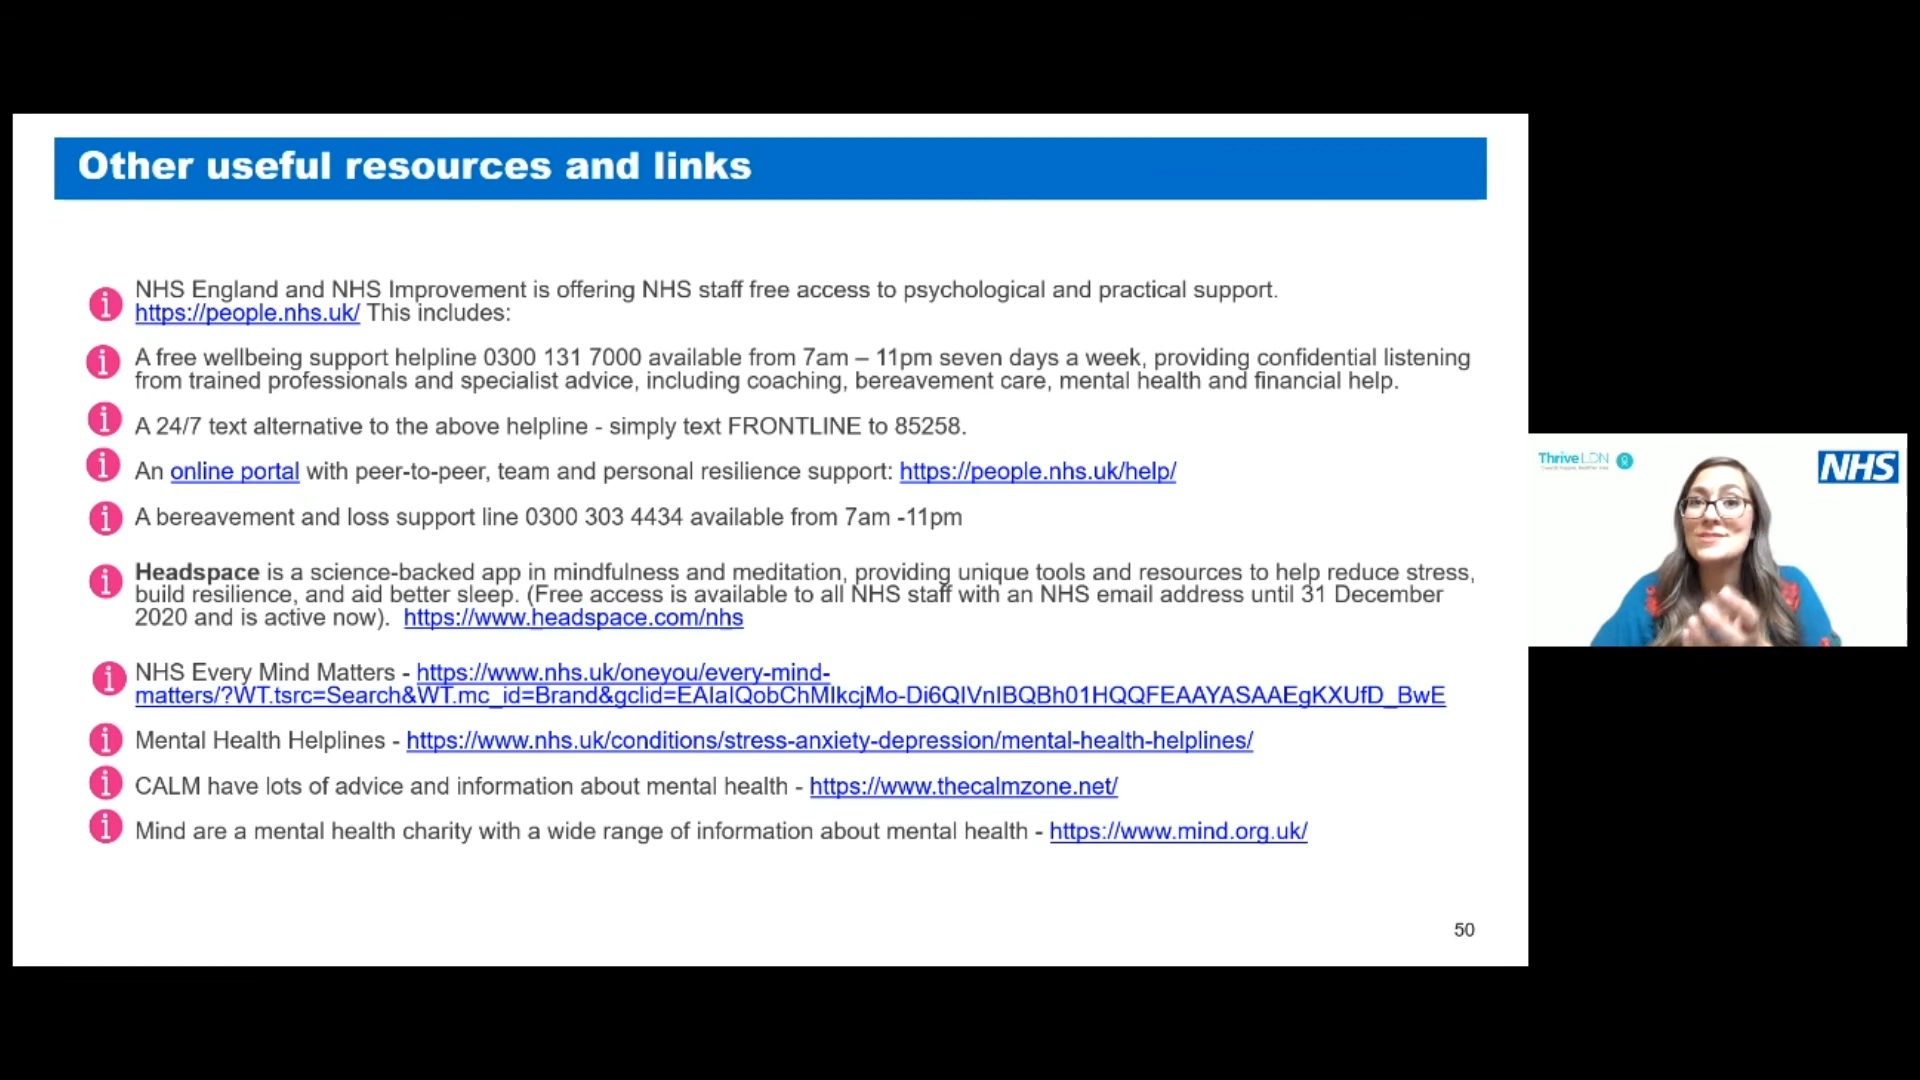 Other useful resources and links
NHS England and NHS Improvement is offering NHS staff free access to psychological and practical support.
https://people.nhs.uk/ This includes:
A free wellbeing support helpline 0300 131 7000 available from 7am – 11pm seven days a week, providing confidential listening
from trained professionals and specialist advice, including coaching, bereavement care, mental health and financial help.
A 24/7 text alternative to the above helpline - simply text FRONTLINE to 85258.
An online portal with peer-to-peer, team and personal resilience support: https://people.nhs.uk/help/
A bereavement and loss support line 0300 303 4434 available from 7am -11pm
Headspace is a science-backed app in mindfulness and meditation, providing unique tools and resources to help reduce stress,
build resilience, and aid better sleep. (Free access is available to all NHS staff with an NHS email address until 31 December
2020 and is active now). https://www.headspace.com/nhs
NHS Every Mind Matters - https://www.nhs.uk/oneyou/every-mind-
matters/?WT.tsrc=Search&WT.mc_id=Brand&gclid=EAIaIQobChMIkcjMo-Di6QIVnIBQBh01HQQFEAAYASAAEgKXUfD_BwE
Mental Health Helplines - https://www.nhs.uk/conditions/stress-anxiety-depression/mental-health-helplines/
CALM have lots of advice and information about mental health - https://www.thecalmzone.net/
Mind are a mental health charity with a wide range of information about mental health - https://www.mind.org.uk/
50
Thrive LDN
NHS